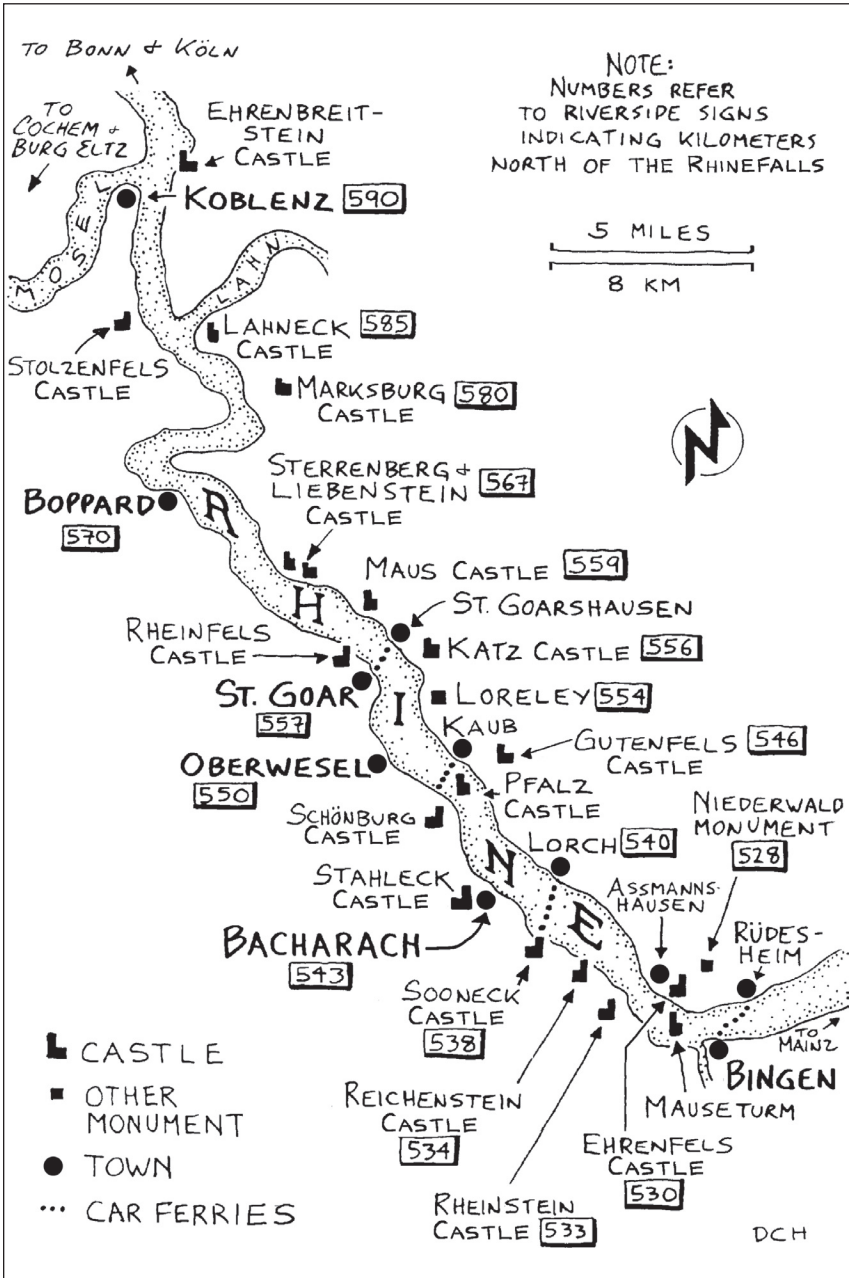 TO BONN & KÖLN
TO
COCHEM &
BURG ELTZ
EHRENBREIT-
STEIN
CASTLE
NOTE:
NUMBERS REFER
TO RIVERSIDE SIGNS
INDICATING KILOMETERS
NORTH OF THE RHINEFALLS
KOBLENZ 590
5 MILES
8 KM
MOSEL
LAHN
LAHNECK 585
CASTLE
STOLZENFELS
CASTLE
MARKSBURG 580
CASTLE
N
STERRENBERG &
LIEBENSTEIN 567
CASTLE
BOPPARD
570
RHINE
MAUS CASTLE 559
ST. GOARSHAUSEN
RHEINFELS
CASTLE
KATZ CASTLE 556
ST. GOAR
557
LORELEY 554
KAUB
GUTENFELS 546
CASTLE
OBERWESEL
550
PFALZ
CASTLE
SCHÖNBURG
CASTLE
NIEDERWALD
MONUMENT
528
LORCH 540
STAHLECK
CASTLE
ASSMANNS-
HAUSEN
RÜDES-
HEIM
BACHARACH
543
SOONECK
CASTLE
538
TO
MAINZ
BINGEN
MAUSETURM
REICHENSTEIN
CASTLE
534
EHRENFELS
CASTLE
530
RHEINSTEIN
CASTLE 533
CASTLE
OTHER
MONUMENT
TOWN
CAR FERRIES
DCH